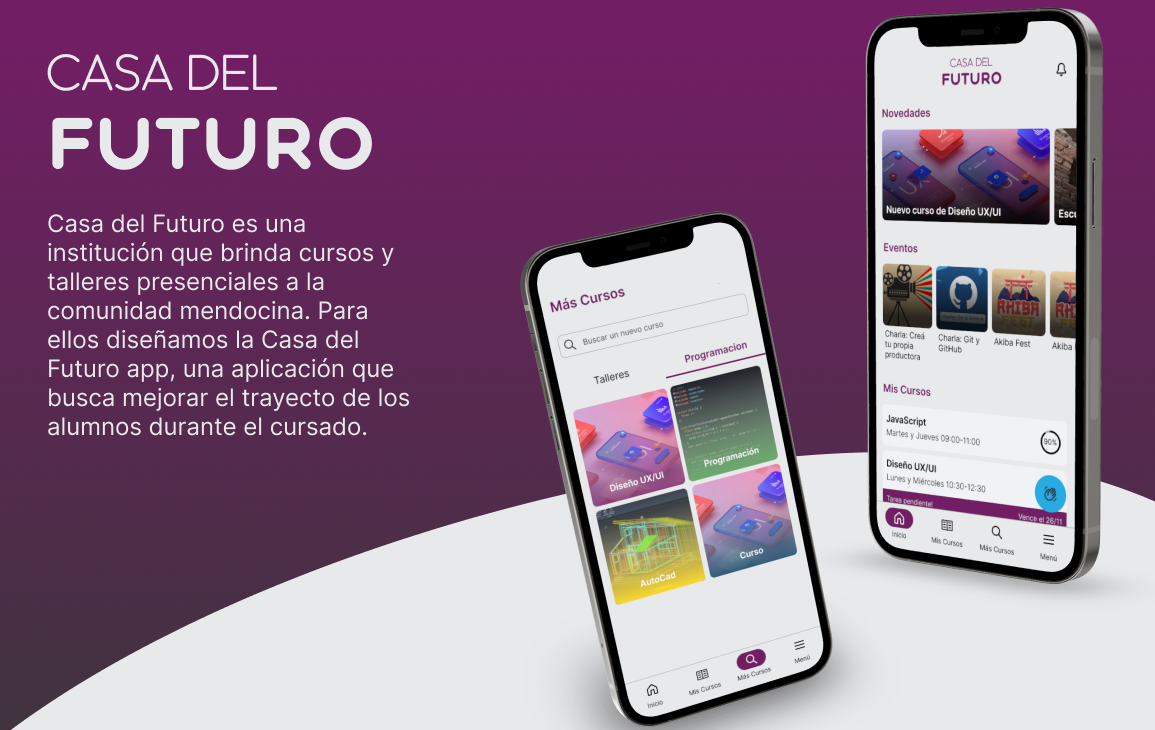 CASA DEL
FUTURO
Casa del Futuro es una
institución que brinda cursos y
talleres presenciales a la
comunidad mendocina. Para
ellos diseñamos la Casa del
Futuro app, una aplicación que
busca mejorar el trayecto de los
alumnos durante el cursado.
Más Cursos
Buscar un nuevo curso
Talleres
Programacion
Diseño UX/UI
Programación
AutoCad
Curso
Inicio
Mis Cursos
Más Cursos
Menú
CASA DEL
FUTURO
Novedades
UX
UI
Nuevo curso de Diseño UX/UI
Escu
Eventos
AKIBA
FEST
Charla: Creá
tu propia
productora
Charla: Git y
GitHub
Akiba Fest
Akiba
Mis Cursos
JavaScript
Martes y Jueves 09:00-11:00
90%
Diseño UX/UI
Lunes y Miércoles 10:30-12:30
Tarea pendiente!
Vence el 26/11
Inicio
Mis Cursos
Más Cursos
Menú